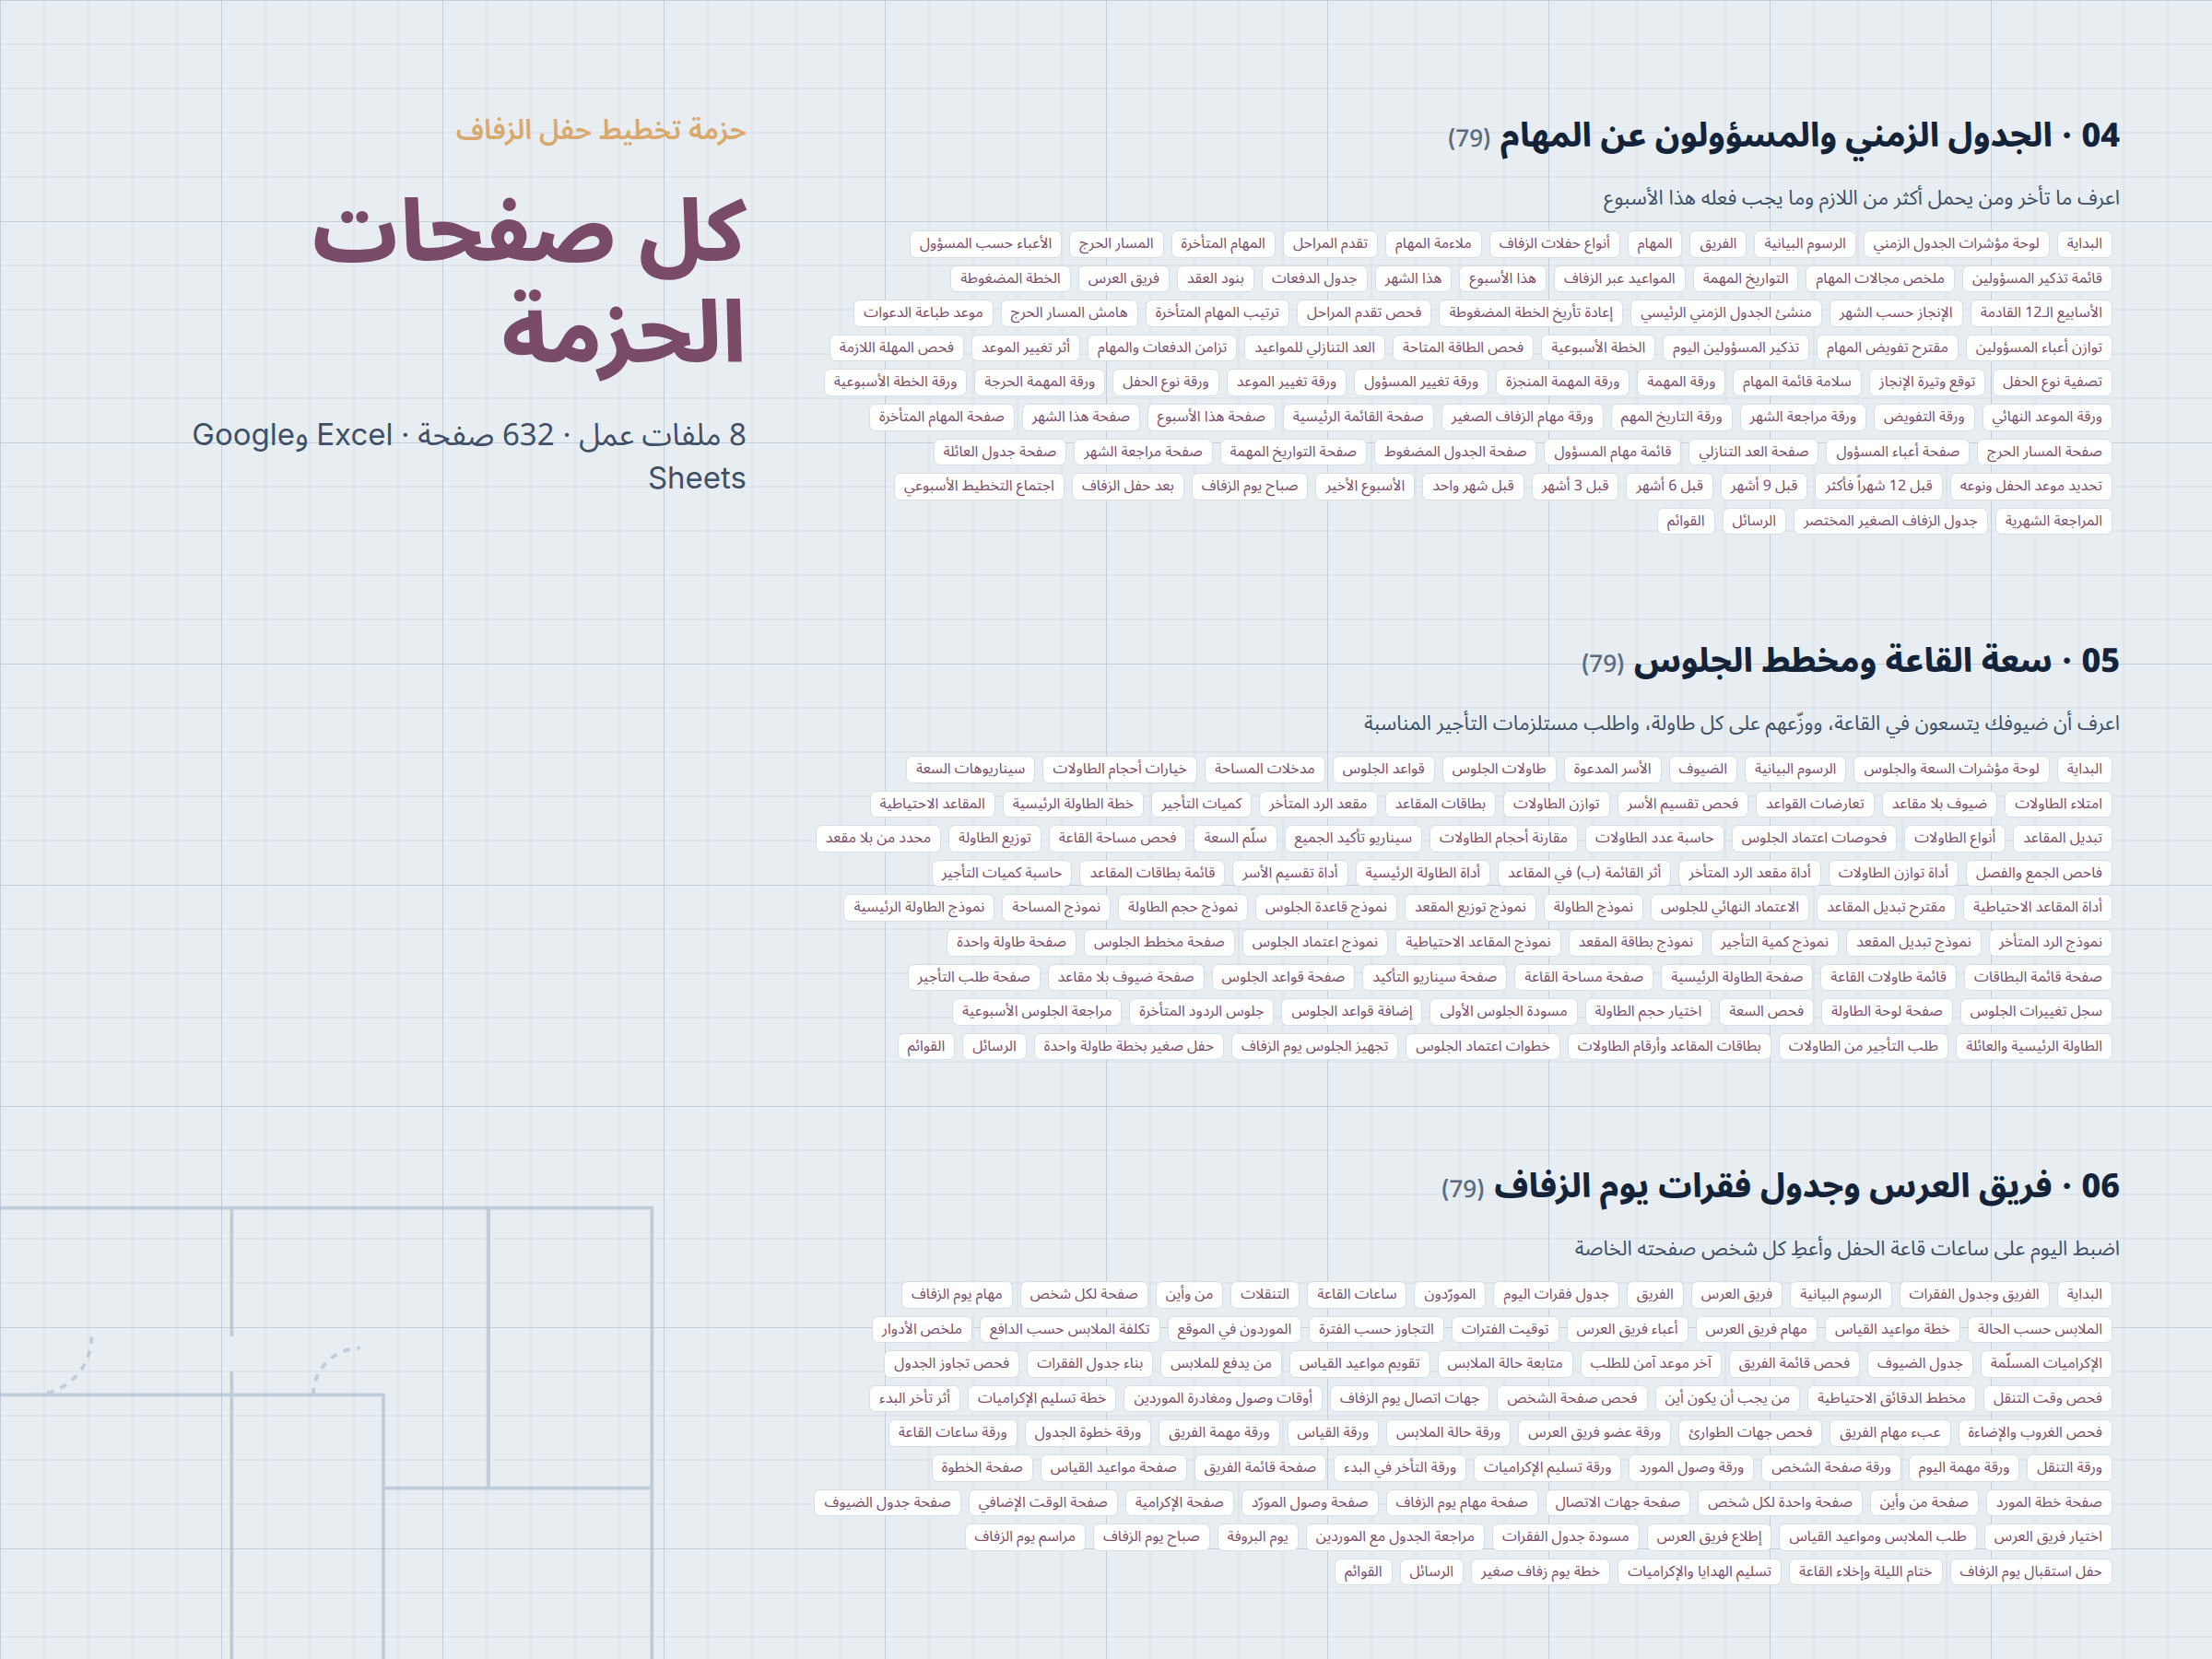 حزمة تخطيط حفل الزفاف
كل صفحات
الحزمة
8 ملفات عمل · 632 صفحة · Excel وGoogle
Sheets
04 · الجدول الزمني والمسؤولون عن المهام (79)
اعرف ما تأخر ومن يحمل أكثر من اللازم وما يجب فعله هذا الأسبوع
البداية لوحة مؤشرات الجدول الزمني الرسوم البيانية الفريق المهام أنواع حفلات الزفاف ملاءمة المهام تقدم المراحل المهام المتأخرة المسار الحرج الأعباء حسب المسؤول
قائمة تذكير المسؤولين ملخص مجالات المهام التواريخ المهمة المواعيد عبر الزفاف هذا الأسبوع هذا الشهر جدول الدفعات بنود العقد فريق العرس الخطة المضغوطة
الأسابيع الـ12 القادمة الإنجاز حسب الشهر منشئ الجدول الزمني الرئيسي إعادة تأريخ الخطة المضغوطة فحص تقدم المراحل ترتيب المهام المتأخرة هامش المسار الحرج موعد طباعة الدعوات
توازن أعباء المسؤولين مقترح تفويض المهام تذكير المسؤولين اليوم الخطة الأسبوعية فحص الطاقة المتاحة العد التنازلي للمواعيد تزامن الدفعات والمهام أثر تغيير الموعد فحص المهلة اللازمة
تصفية نوع الحفل توقع وتيرة الإنجاز سلامة قائمة المهام ورقة المهمة ورقة المهمة المنجزة ورقة تغيير المسؤول ورقة تغيير الموعد ورقة نوع الحفل ورقة المهمة الحرجة ورقة الخطة الأسبوعية
ورقة الموعد النهائي ورقة التفويض ورقة مراجعة الشهر ورقة التاريخ المهم ورقة مهام الزفاف الصغير صفحة القائمة الرئيسية صفحة هذا الأسبوع صفحة هذا الشهر صفحة المهام المتأخرة
صفحة المسار الحرج صفحة أعباء المسؤول صفحة العد التنازلي قائمة مهام المسؤول صفحة الجدول المضغوط صفحة التواريخ المهمة صفحة مراجعة الشهر صفحة جدول العائلة
تحديد موعد الحفل ونوعه قبل 12 شهراً فأكثر قبل 9 أشهر قبل 6 أشهر قبل 3 أشهر قبل شهر واحد الأسبوع الأخير صباح يوم الزفاف بعد حفل الزفاف اجتماع التخطيط الأسبوعي
المراجعة الشهرية جدول الزفاف الصغير المختصر الرسائل القوائم
05 · سعة القاعة ومخطط الجلوس (79)
اعرف أن ضيوفك يتسعون في القاعة، ووزّعهم على كل طاولة، واطلب مستلزمات التأجير المناسبة
البداية لوحة مؤشرات السعة والجلوس الرسوم البيانية الضيوف الأسر المدعوة طاولات الجلوس قواعد الجلوس مدخلات المساحة خيارات أحجام الطاولات سيناريوهات السعة
امتلاء الطاولات ضيوف بلا مقاعد تعارضات القواعد فحص تقسيم الأسر توازن الطاولات بطاقات المقاعد مقعد الرد المتأخر كميات التأجير خطة الطاولة الرئيسية المقاعد الاحتياطية
تبديل المقاعد أنواع الطاولات فحوصات اعتماد الجلوس حاسبة عدد الطاولات مقارنة أحجام الطاولات سيناريو تأكيد الجميع سلّم السعة فحص مساحة القاعة توزيع الطاولة محدد من بلا مقعد
فاحص الجمع والفصل أداة توازن الطاولات أداة مقعد الرد المتأخر أثر القائمة (ب) في المقاعد أداة الطاولة الرئيسية أداة تقسيم الأسر قائمة بطاقات المقاعد حاسبة كميات التأجير
أداة المقاعد الاحتياطية مقترح تبديل المقاعد الاعتماد النهائي للجلوس نموذج الطاولة نموذج توزيع المقعد نموذج قاعدة الجلوس نموذج حجم الطاولة نموذج المساحة نموذج الطاولة الرئيسية
نموذج الرد المتأخر نموذج تبديل المقعد نموذج كمية التأجير نموذج بطاقة المقعد نموذج المقاعد الاحتياطية نموذج اعتماد الجلوس صفحة مخطط الجلوس صفحة طاولة واحدة
صفحة قائمة البطاقات قائمة طاولات القاعة صفحة الطاولة الرئيسية صفحة مساحة القاعة صفحة سيناريو التأكيد صفحة قواعد الجلوس صفحة ضيوف بلا مقاعد صفحة طلب التأجير
سجل تغييرات الجلوس صفحة لوحة الطاولة فحص السعة اختيار حجم الطاولة مسودة الجلوس الأولى إضافة قواعد الجلوس جلوس الردود المتأخرة مراجعة الجلوس الأسبوعية
الطاولة الرئيسية والعائلة طلب التأجير من الطاولات بطاقات المقاعد وأرقام الطاولات خطوات اعتماد الجلوس تجهيز الجلوس يوم الزفاف حفل صغير بخطة طاولة واحدة الرسائل القوائم
06 · فريق العرس وجدول فقرات يوم الزفاف (79)
اضبط اليوم على ساعات قاعة الحفل وأعطِ كل شخص صفحته الخاصة
البداية الفريق وجدول الفقرات الرسوم البيانية فريق العرس الفريق جدول فقرات اليوم المورّدون ساعات القاعة التنقلات من وأين صفحة لكل شخص مهام يوم الزفاف
الملابس حسب الحالة خطة مواعيد القياس مهام فريق العرس أعباء فريق العرس توقيت الفترات التجاوز حسب الفترة الموردون في الموقع تكلفة الملابس حسب الدافع ملخص الأدوار
الإكراميات المسلّمة جدول الضيوف فحص قائمة الفريق آخر موعد آمن للطلب متابعة حالة الملابس تقويم مواعيد القياس من يدفع للملابس بناء جدول الفقرات فحص تجاوز الجدول
فحص وقت التنقل مخطط الدقائق الاحتياطية من يجب أن يكون أين فحص صفحة الشخص جهات اتصال يوم الزفاف أوقات وصول ومغادرة الموردين خطة تسليم الإكراميات أثر تأخر البدء
فحص الغروب والإضاءة عبء مهام الفريق فحص جهات الطوارئ ورقة عضو فريق العرس ورقة حالة الملابس ورقة القياس ورقة مهمة الفريق ورقة خطوة الجدول ورقة ساعات القاعة
ورقة التنقل ورقة مهمة اليوم ورقة صفحة الشخص ورقة وصول المورد ورقة تسليم الإكراميات ورقة التأخر في البدء صفحة قائمة الفريق صفحة مواعيد القياس صفحة الخطوة
صفحة خطة المورد صفحة من وأين صفحة واحدة لكل شخص صفحة جهات الاتصال صفحة مهام يوم الزفاف صفحة وصول المورّد صفحة الإكرامية صفحة الوقت الإضافي صفحة جدول الضيوف
اختيار فريق العرس طلب الملابس ومواعيد القياس إطلاع فريق العرس مسودة جدول الفقرات مراجعة الجدول مع الموردين يوم البروفة صباح يوم الزفاف مراسم يوم الزفاف
حفل استقبال يوم الزفاف ختام الليلة وإخلاء القاعة تسليم الهدايا والإكراميات خطة يوم زفاف صغير الرسائل القوائم